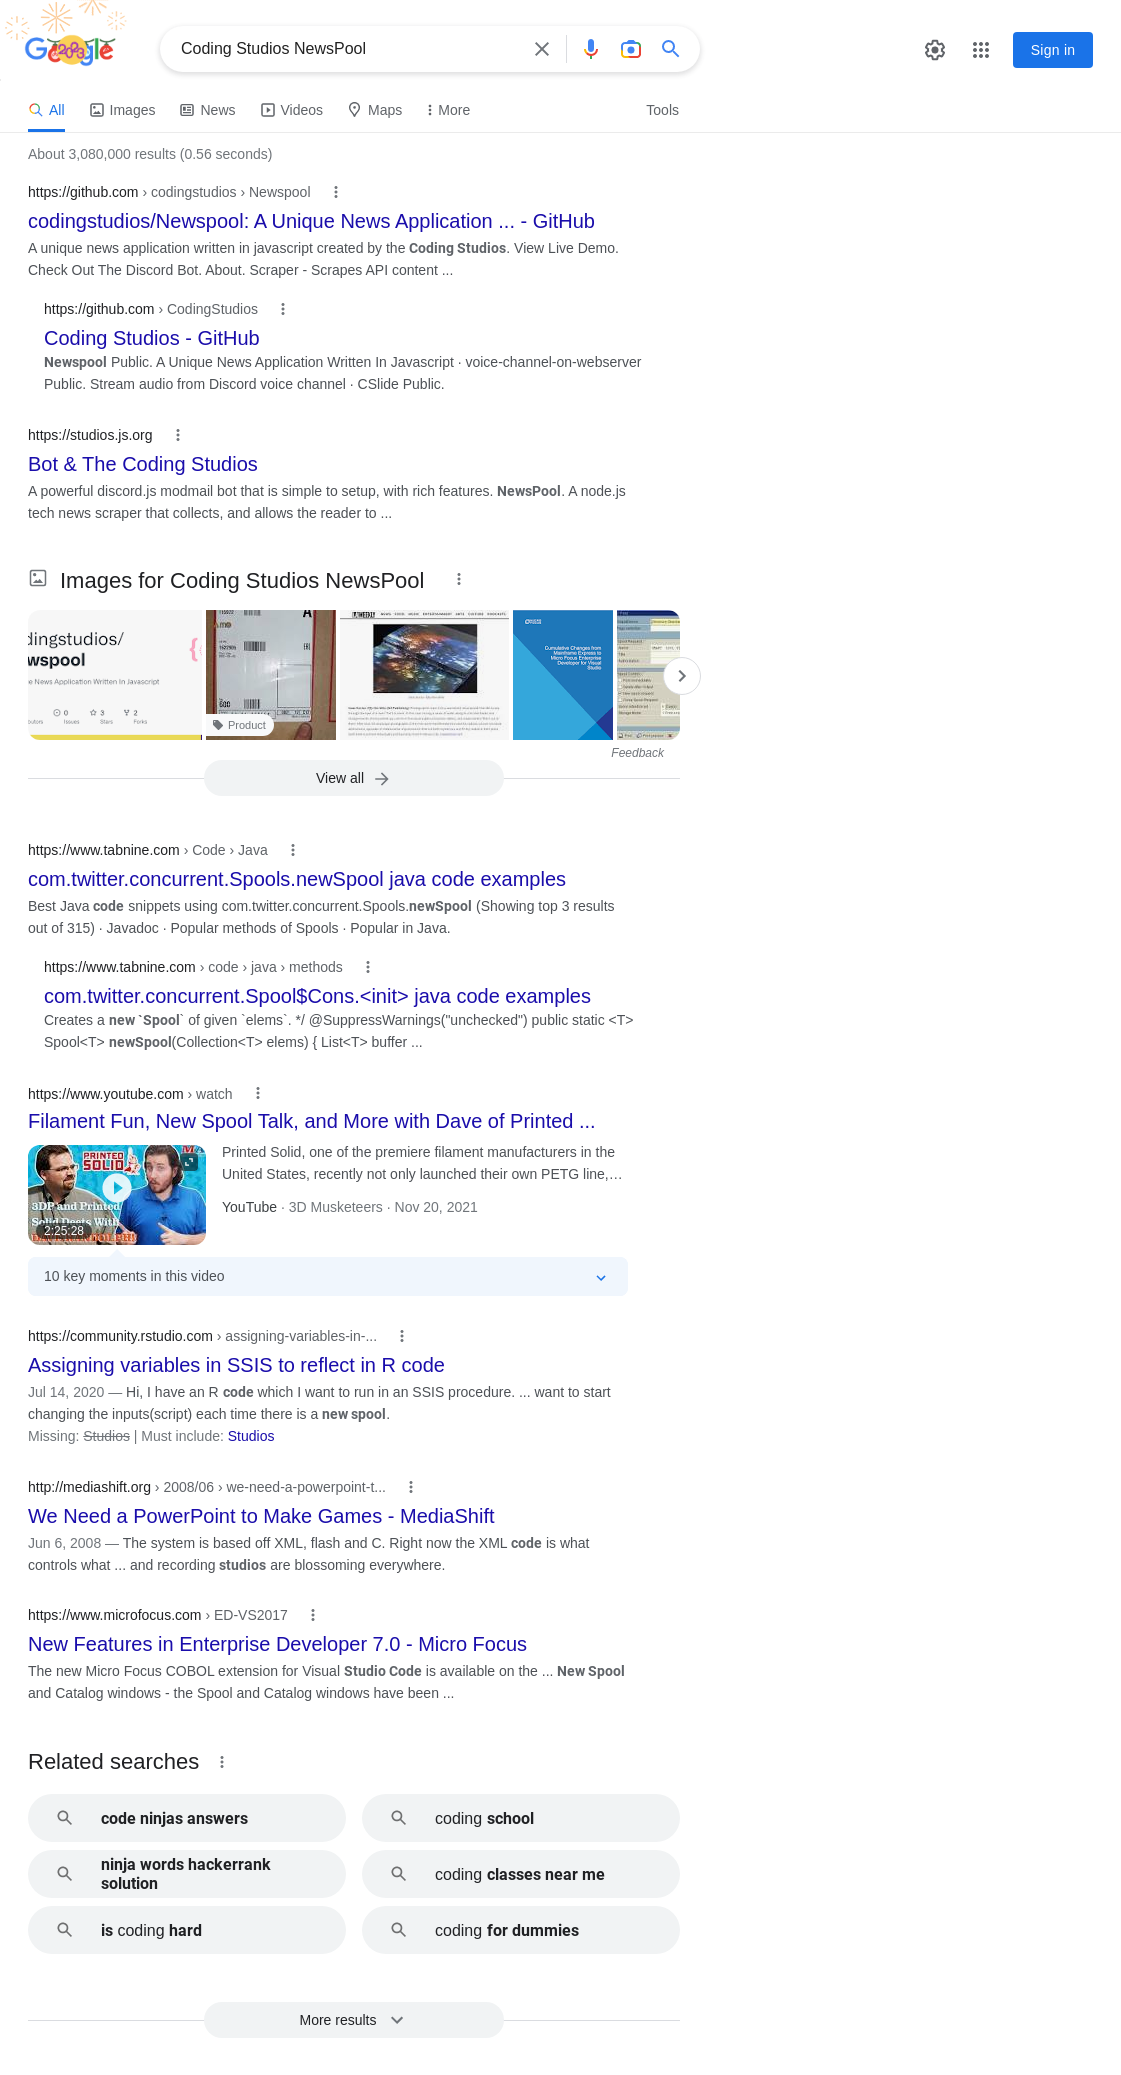 Google
Coding Studios NewsPool
Sign in
All
Images
News
Videos
Maps
More
Tools
About 3,080,000 results (0.56 seconds)
https://github.com › codingstudios › Newspool
codingstudios/Newspool: A Unique News Application ... - GitHub
A unique news application written in javascript created by the Coding Studios. View Live Demo.
Check Out The Discord Bot. About. Scraper - Scrapes API content ...
https://github.com › CodingStudios
Coding Studios - GitHub
Newspool Public. A Unique News Application Written In Javascript · voice-channel-on-webserver
Public. Stream audio from Discord voice channel · CSlide Public.
https://studios.js.org
Bot & The Coding Studios
A powerful discord.js modmail bot that is simple to setup, with rich features. NewsPool. A node.js
tech news scraper that collects, and allows the reader to ...
Images for Coding Studios NewsPool
dingstudios/
wspool
e News Application Written In Javascript
0
3
2
Issues
Stars
Forks
Product
Cumulative Changes from
Mainframe Express to
Micro Focus Enterprise
Developer for Visual
Studio
Feedback
View all
https://www.tabnine.com › Code › Java
com.twitter.concurrent.Spools.newSpool java code examples
Best Java code snippets using com.twitter.concurrent.Spools.newSpool (Showing top 3 results
out of 315) · Javadoc · Popular methods of Spools · Popular in Java.
https://www.tabnine.com › code › java › methods
com.twitter.concurrent.Spool$Cons.<init> java code examples
Creates a new `Spool` of given `elems`. */ @SuppressWarnings("unchecked") public static <T>
Spool<T> newSpool(Collection<T> elems) { List<T> buffer ...
https://www.youtube.com › watch
Filament Fun, New Spool Talk, and More with Dave of Printed ...
PRINTED
SOLID
3DP and Printed
Solid Deets With
2:25:28
Printed Solid, one of the premiere filament manufacturers in the
United States, recently not only launched their own PETG line,...
YouTube · 3D Musketeers · Nov 20, 2021
10 key moments in this video
https://community.rstudio.com › assigning-variables-in-...
Assigning variables in SSIS to reflect in R code
Jul 14, 2020 — Hi, I have an R code which I want to run in an SSIS procedure. ... want to start
changing the inputs(script) each time there is a new spool.
Missing: Studios | Must include: Studios
http://mediashift.org › 2008/06 › we-need-a-powerpoint-t...
We Need a PowerPoint to Make Games - MediaShift
Jun 6, 2008 — The system is based off XML, flash and C. Right now the XML code is what
controls what ... and recording studios are blossoming everywhere.
https://www.microfocus.com › ED-VS2017
New Features in Enterprise Developer 7.0 - Micro Focus
The new Micro Focus COBOL extension for Visual Studio Code is available on the ... New Spool
and Catalog windows - the Spool and Catalog windows have been ...
Related searches
code ninjas answers
coding school
ninja words hackerrank
solution
coding classes near me
is coding hard
coding for dummies
More results